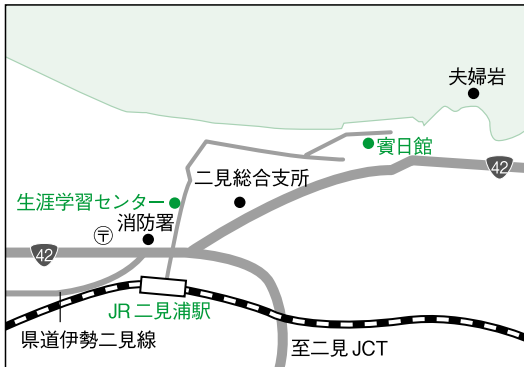 夫婦岩
賓日館
42
二見総合支所
生涯学習センター
消防署
〒
42
JR二見浦駅
県道伊勢二見線
至二見JCT